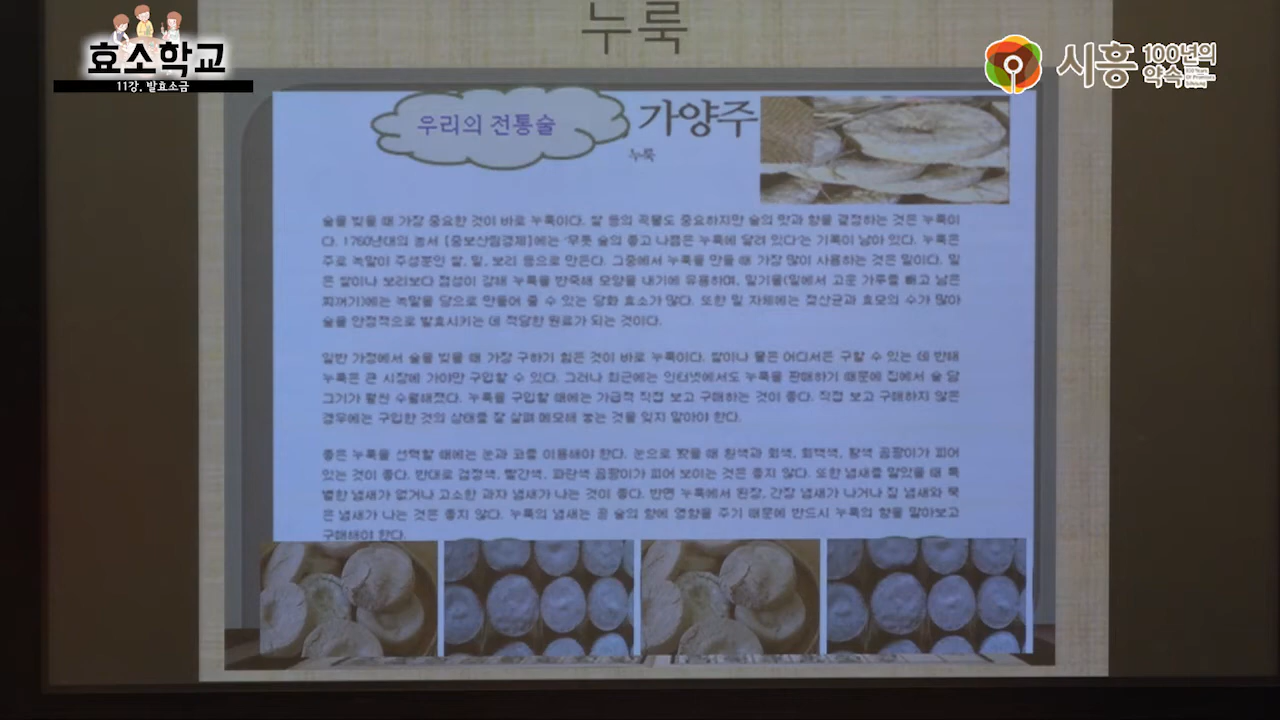 누룩
효소학교
11강. 발효소금
시흥 100년의 약속
우리의 전통술
가양주
누룩
술을 빚을 때 가장 중요한 것이 바로 누룩이다. 쌀 등의 곡물도 중요하지만 술의 맛과 향을 결정하는 것은 누룩이
다. 1760년대의 농서 [증보산림경제]에는 '무릇 술의 좋고 나쁨은 누룩에 달려 있다'는 기록이 남아 있다. 누룩은
주로 녹말이 주성분인 쌀, 밀, 보리 등으로 만든다. 그중에서 누룩을 만들 때 가장 많이 사용하는 것은 밀이다. 밀
은 쌀이나 보리보다 점성이 강해 누룩을 반죽해 모양을 내기에 유용하며, 밀기울(밀에서 고운 가루를 빼고 남은
찌꺼기)에는 녹말을 당으로 만들어 줄 수 있는 당화 효소가 많다. 또한 밀 자체에는 젖산균과 효모의 수가 많아
술을 안정적으로 발효시키는 데 적당한 원료가 되는 것이다.
일반 가정에서 술을 빚을 때 가장 구하기 힘든 것이 바로 누룩이다. 쌀이나 물은 어디서든 구할 수 있는 데 반해
누룩은 큰 시장에 가야만 구입할 수 있다. 그러나 최근에는 인터넷에서도 누룩을 판매하기 때문에 집에서 술 담
그기가 훨씬 수월해졌다. 누룩을 구입할 때에는 가급적 직접 보고 구매하는 것이 좋다. 직접 보고 구매하지 않은
경우에는 구입한 것의 상태를 잘 살펴 메모해 놓는 것을 잊지 말아야 한다.
좋은 누룩을 선택할 때에는 눈과 코를 이용해야 한다. 눈으로 봤을 때 흰색과 회색, 회백색, 황색 곰팡이가 피어
있는 것이 좋다. 반대로 검정색, 빨간색, 파란색 곰팡이가 피어 보이는 것은 좋지 않다. 또한 냄새를 맡았을 때 특
별한 냄새가 없거나 고소한 과자 냄새가 나는 것이 좋다. 반면 누룩에서 된장, 간장 냄새가 나거나 짚 냄새와 묵
은 냄새가 나는 것은 좋지 않다. 누룩의 냄새는 곧 술의 향에 영향을 주기 때문에 반드시 누룩의 향을 맡아보고
구매해야 한다.